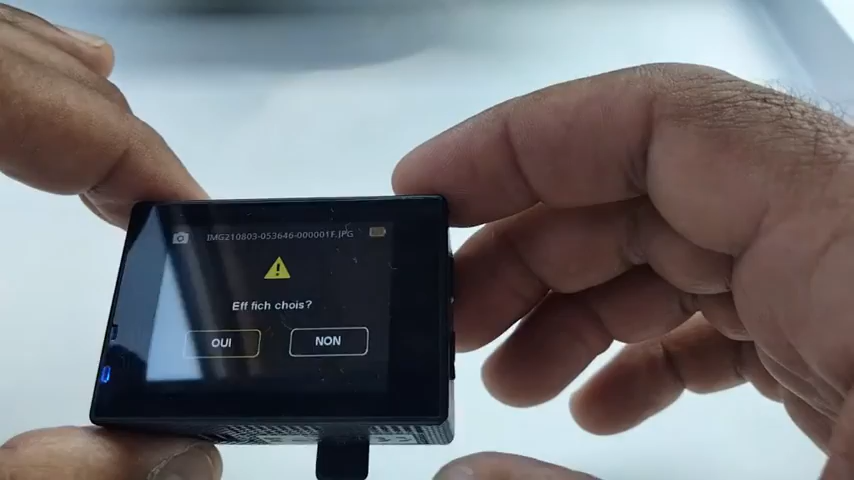 IMG210803-053646-000001F.JPG
Eff fich chois?
OUI
NON